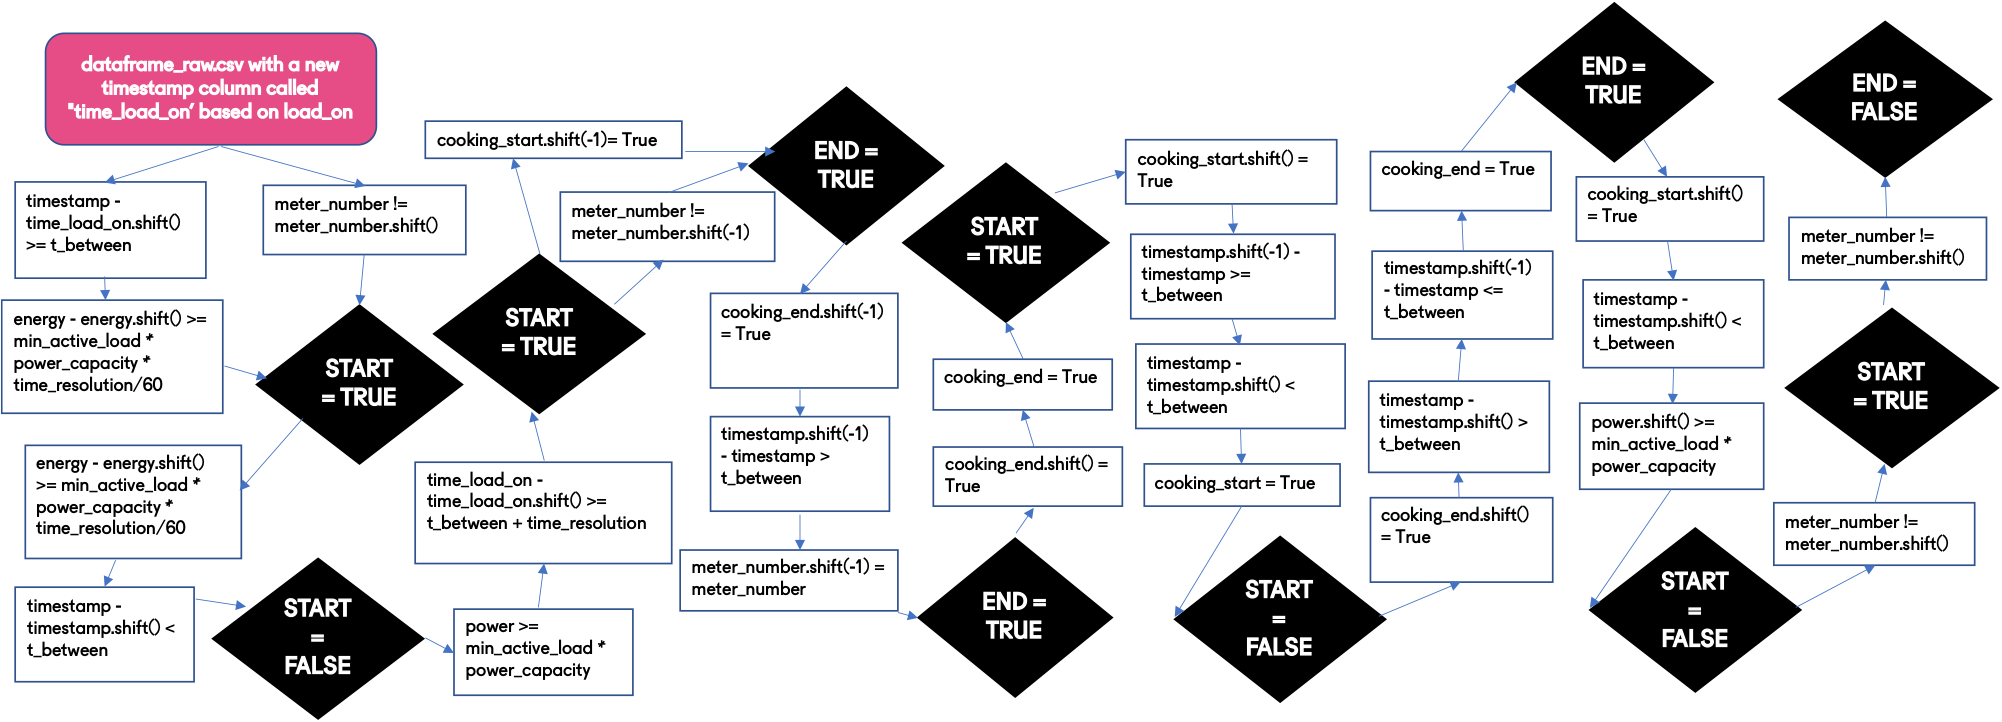 dataframe_raw.csv with a new
timestamp column called
"time_load_on' based on load_on
timestamp -
time_load_on.shift()
>= t_between
meter_number !=
meter_number.shift()
energy - energy.shift() >=
min_active_load *
power_capacity *
time_resolution/60
START
= TRUE
energy - energy.shift()
>= min_active_load *
power_capacity *
time_resolution/60
timestamp -
timestamp.shift() <
t_between
START
=
FALSE
power >=
min_active_load *
power_capacity
time_load_on -
time_load_on.shift() >=
t_between + time_resolution
START
= TRUE
cooking_start.shift(-1)= True
meter_number !=
meter_number.shift(-1)
END =
TRUE
cooking_end.shift(-1)
= True
timestamp.shift(-1)
- timestamp >
t_between
meter_number.shift(-1) =
meter_number
END =
TRUE
cooking_end.shift() =
True
cooking_end = True
START
= TRUE
cooking_start.shift() =
True
timestamp.shift(-1) -
timestamp >=
t_between
timestamp -
timestamp.shift() <
t_between
cooking_start = True
START
=
FALSE
cooking_end.shift()
= True
timestamp -
timestamp.shift() >
t_between
timestamp.shift(-1)
- timestamp <=
t_between
cooking_end = True
END =
TRUE
cooking_start.shift()
= True
timestamp -
timestamp.shift() <
t_between
power.shift() >=
min_active_load *
power_capacity
START
=
FALSE
meter_number !=
meter_number.shift()
START
= TRUE
meter_number !=
meter_number.shift()
END =
FALSE